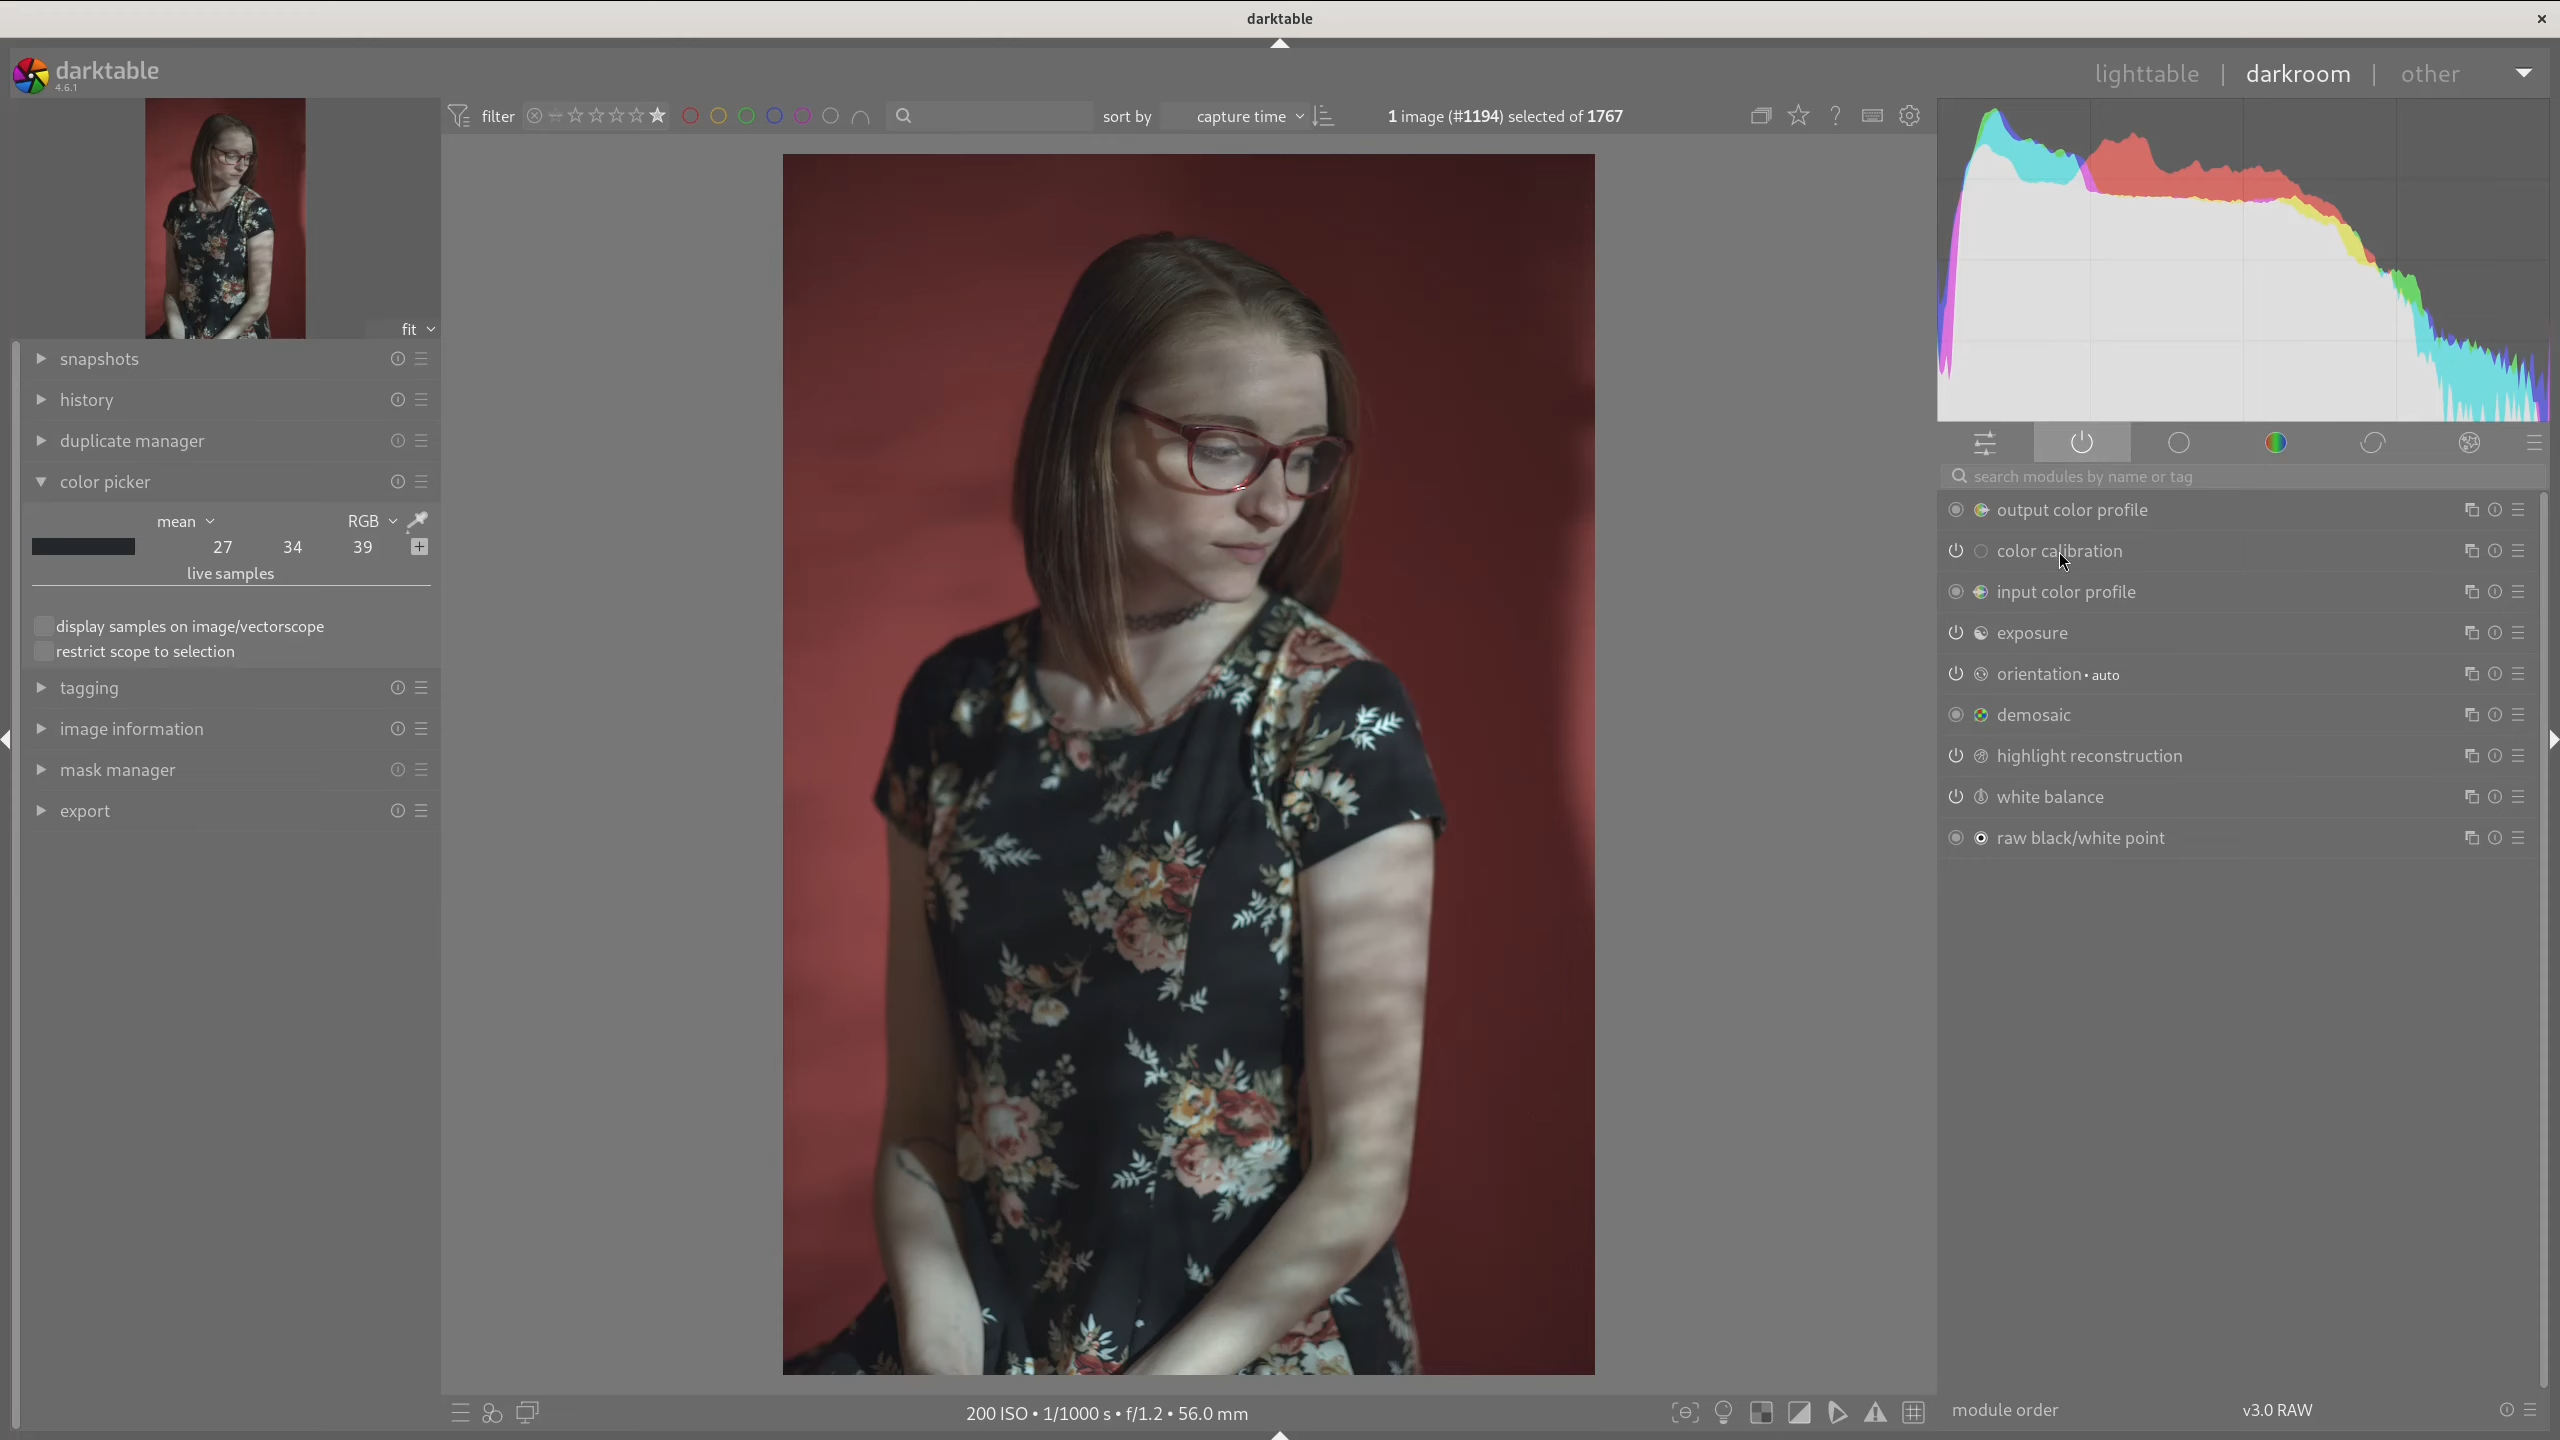 darktable
darktable
4.6.1
lighttable | darkroom | other
filter
sort by capture time
1 image (#1194) selected of 1767
fit
snapshots
history
duplicate manager
color picker
mean RGB
27 34 39
live samples
display samples on image/vectorscope
restrict scope to selection
tagging
image information
mask manager
export
search modules by name or tag
output color profile
color calibration
input color profile
exposure
orientation • auto
demosaic
highlight reconstruction
white balance
raw black/white point
200 ISO • 1/1000 s • f/1.2 • 56.0 mm
module order v3.0 RAW